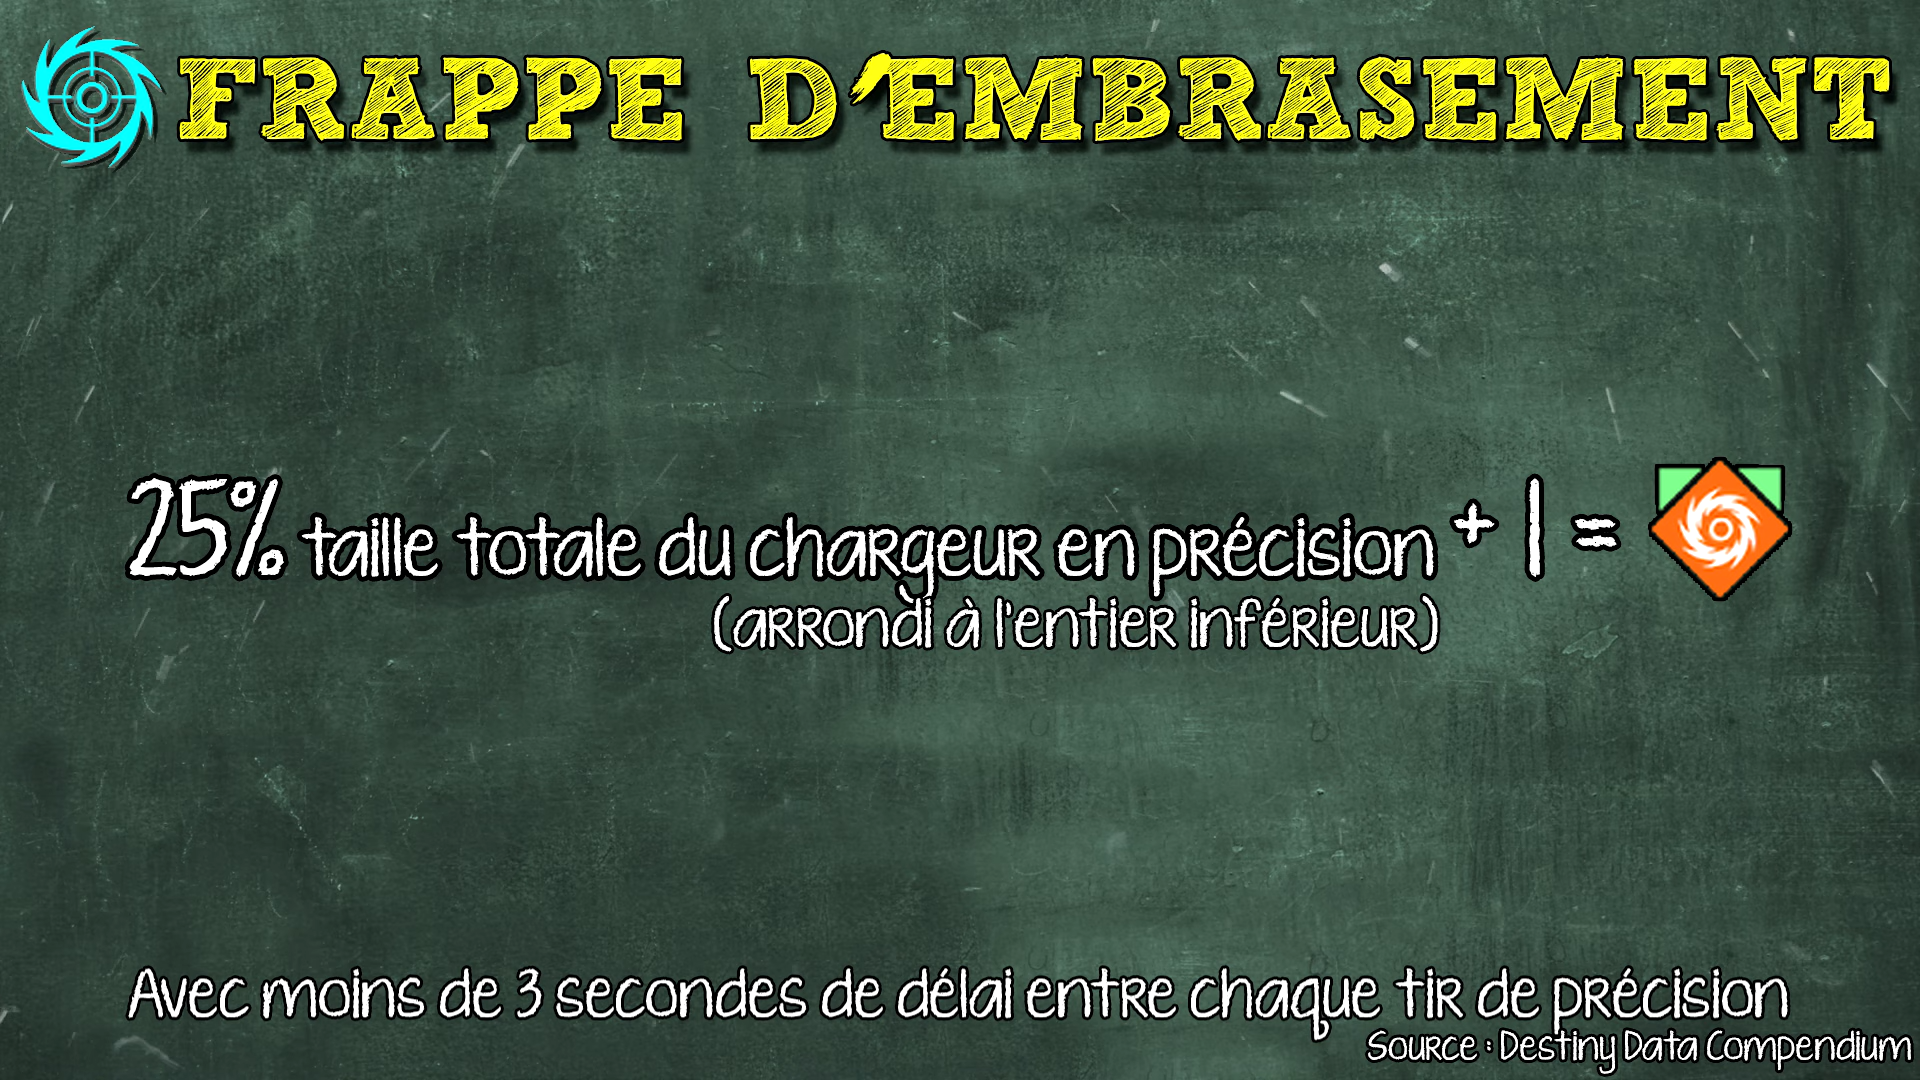 FRAPPE D'EMBRASEMENT
25% taille totale du chargeur en précision + 1 =
(arrondi à l'entier inférieur)
Avec moins de 3 secondes de délai entre chaque tir de précision
Source : Destiny Data Compendium